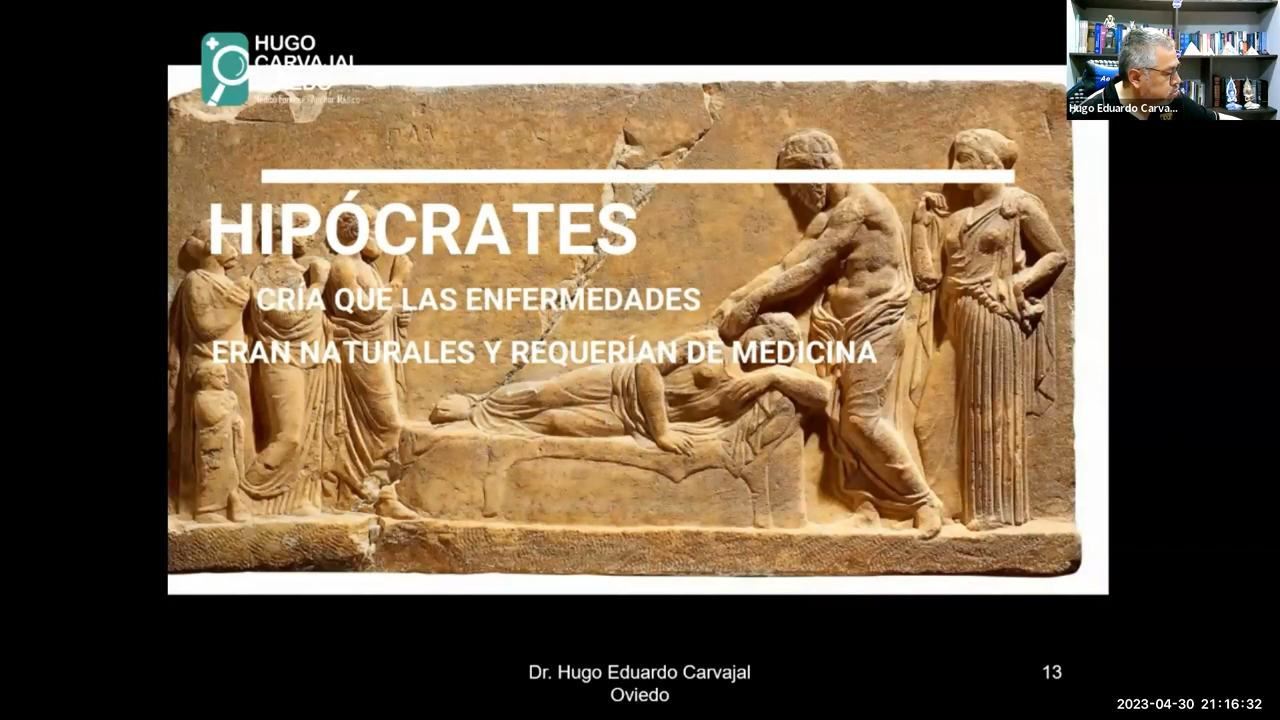 HUGO
CARVAJAL
Hugo Eduardo Carva...
HIPÓCRATES
CRIA QUE LAS ENFERMEDADES
ERAN NATURALES Y REQUERÍAN DE MEDICINA
Dr. Hugo Eduardo Carvajal
Oviedo
13
2023-04-30 21:16:32